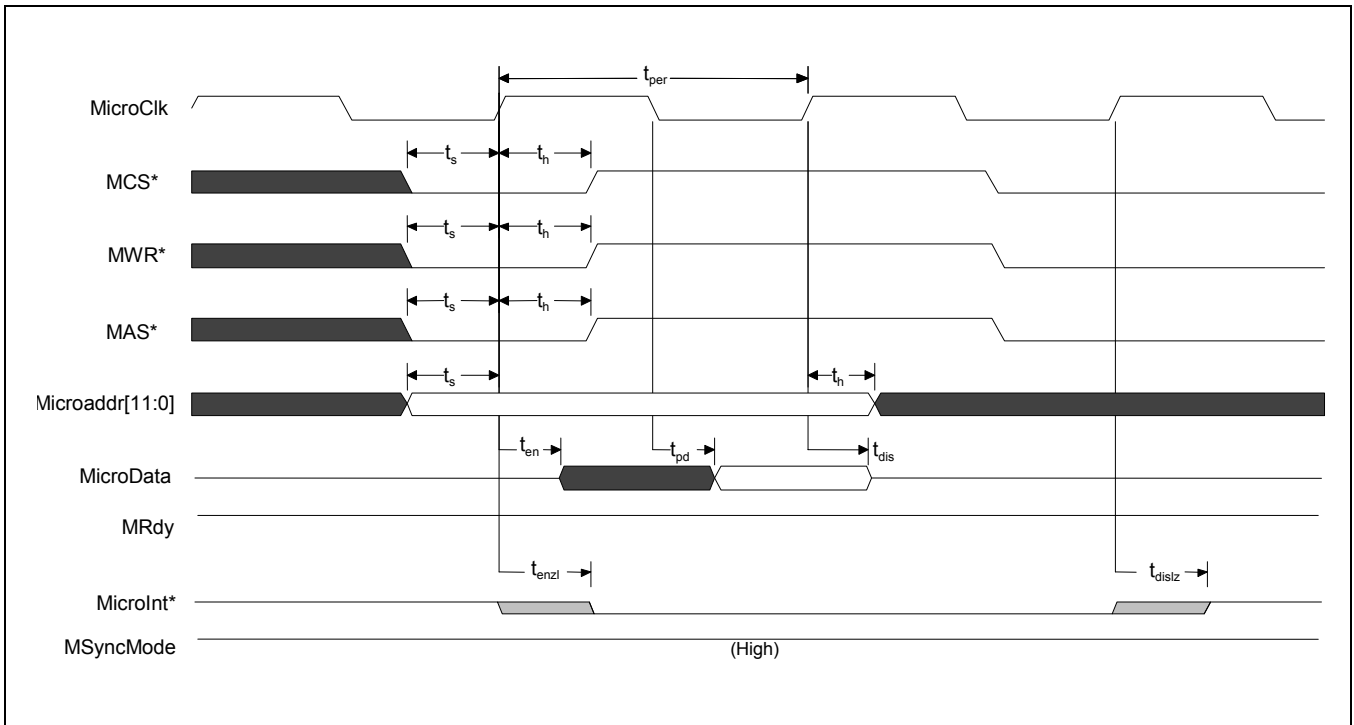 t_per
MicroClk
t_s t_h
MCS*
t_s t_h
MWR*
t_s t_h
MAS*
t_s t_h
Microaddr[11:0]
t_en t_pd t_dis
MicroData
MRdy
t_enzl t_dislz
MicroInt*
MSyncMode (High)